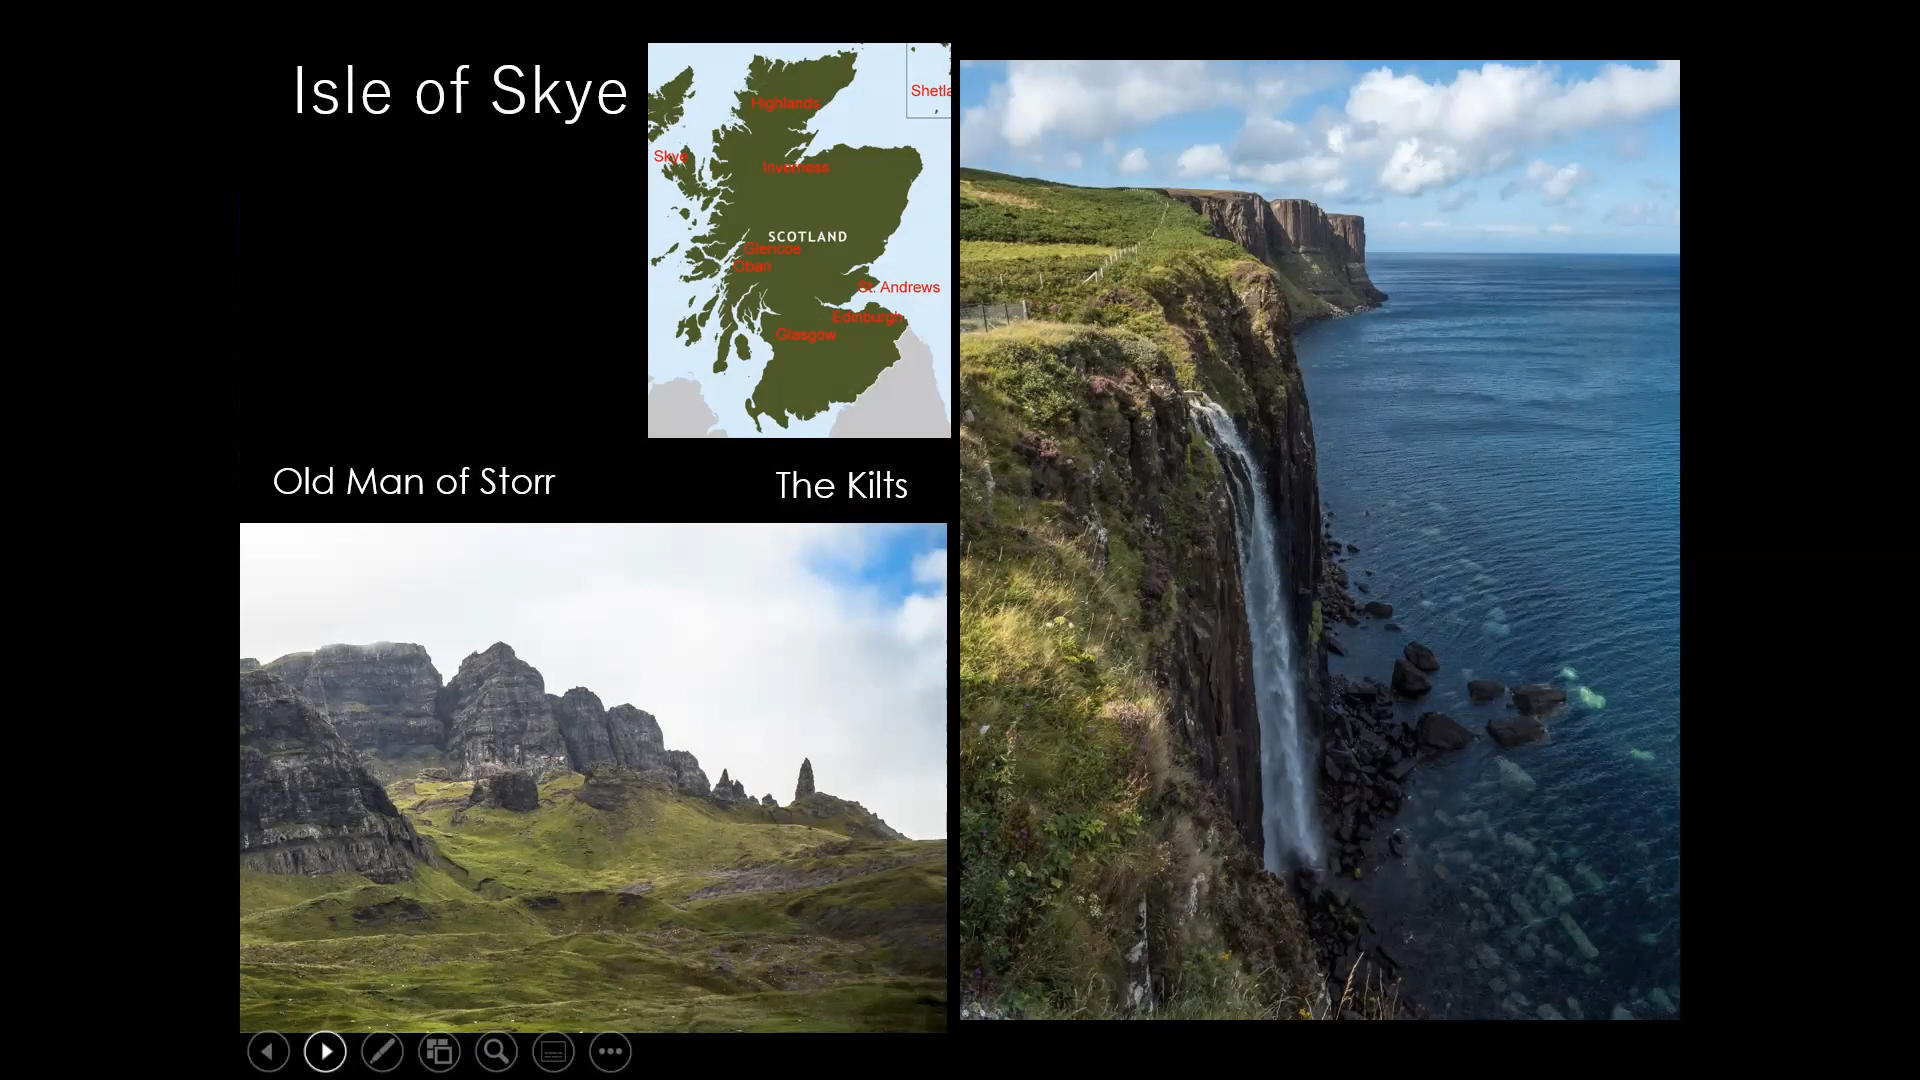 Isle of Skye
Shetla
Highlands
Skye
Inverness
SCOTLAND
Glencoe
Oban
St. Andrews
Edinburgh
Glasgow
Old Man of Storr
The Kilts